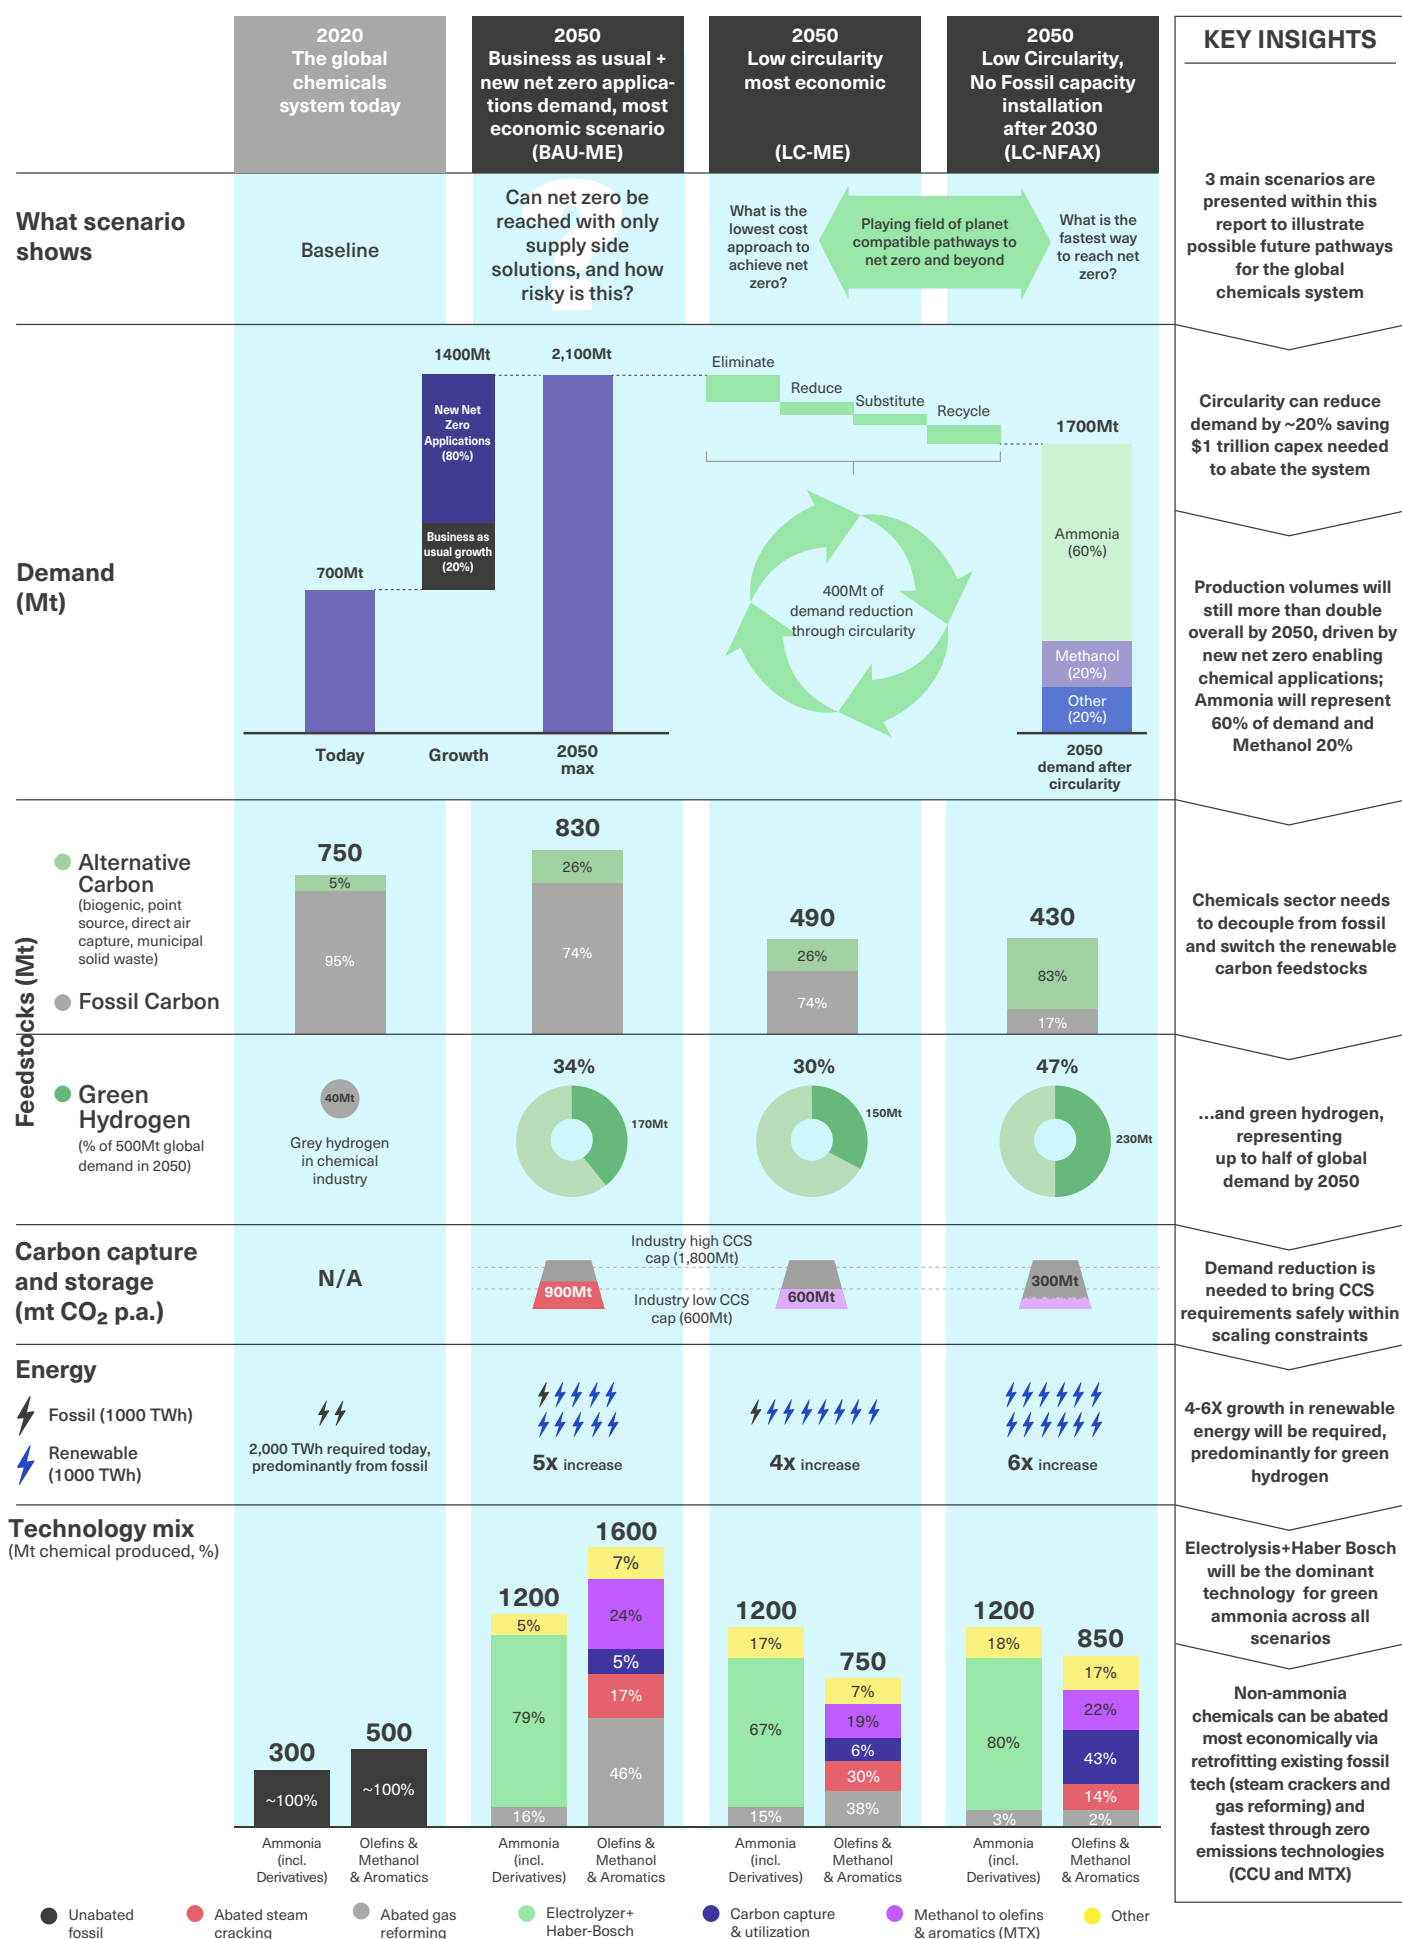 2020
The global
chemicals
system today
2050
Business as usual +
new net zero applica-
tions demand, most
economic scenario
(BAU-ME)
2050
Low circularity
most economic
(LC-ME)
2050
Low Circularity,
No Fossil capacity
installation
after 2030
(LC-NFAX)
KEY INSIGHTS
What scenario
shows
Baseline
?
Can net zero be
reached with only
supply side
solutions, and how
risky is this?
What is the
lowest cost
approach to
achieve net
zero?
Playing field of planet
compatible pathways to
net zero and beyond
What is the
fastest way
to reach net
zero?
3 main scenarios are
presented within this
report to illustrate
possible future pathways
for the global
chemicals system
Demand
(Mt)
700Mt
1400Mt
New Net
Zero
Applications
(80%)
Business as
usual growth
(20%)
2,100Mt
Eliminate
Reduce
Substitute
Recycle
400Mt of
demand reduction
through circularity
1700Mt
Ammonia
(60%)
Methanol
(20%)
Other
(20%)
Today
Growth
2050
max
2050
demand after
circularity
Circularity can reduce
demand by ~20% saving
$1 trillion capex needed
to abate the system
Production volumes will
still more than double
overall by 2050, driven by
new net zero enabling
chemical applications;
Ammonia will represent
60% of demand and
Methanol 20%
Feedstocks (Mt)
Alternative
Carbon
(biogenic, point
source, direct air
capture, municipal
solid waste)
Fossil Carbon
750
5%
95%
830
26%
74%
490
26%
74%
430
83%
17%
Chemicals sector needs
to decouple from fossil
and switch the renewable
carbon feedstocks
Green
Hydrogen
(% of 500Mt global
demand in 2050)
40Mt
Grey hydrogen
in chemical
industry
34%
170Mt
30%
150Mt
47%
230Mt
...and green hydrogen,
representing
up to half of global
demand by 2050
Carbon capture
and storage
(mt CO₂ p.a.)
N/A
900Mt
Industry high CCS
cap (1,800Mt)
Industry low CCS
cap (600Mt)
600Mt
300Mt
Demand reduction is
needed to bring CCS
requirements safely within
scaling constraints
Energy
Fossil (1000 TWh)
Renewable
(1000 TWh)
2,000 TWh required today,
predominantly from fossil
5x increase
4x increase
6x increase
4-6X growth in renewable
energy will be required,
predominantly for green
hydrogen
Technology mix
(Mt chemical produced, %)
300
~100%
500
~100%
1200
5%
79%
16%
1600
7%
24%
5%
17%
46%
1200
17%
67%
15%
750
7%
19%
6%
30%
38%
1200
18%
80%
3%
850
17%
22%
43%
14%
2%
Ammonia
(incl.
Derivatives)
Olefins &
Methanol
& Aromatics
Ammonia
(incl.
Derivatives)
Olefins &
Methanol
& Aromatics
Ammonia
(incl.
Derivatives)
Olefins &
Methanol
& Aromatics
Ammonia
(incl.
Derivatives)
Olefins &
Methanol
& Aromatics
Electrolysis+Haber Bosch
will be the dominant
technology for green
ammonia across all
scenarios
Non-ammonia
chemicals can be abated
most economically via
retrofitting existing fossil
tech (steam crackers and
gas reforming) and
fastest through zero
emissions technologies
(CCU and MTX)
Unabated
fossil
Abated steam
cracking
Abated gas
reforming
Electrolyzer+
Haber-Bosch
Carbon capture
& utilization
Methanol to olefins
& aromatics (MTX)
Other